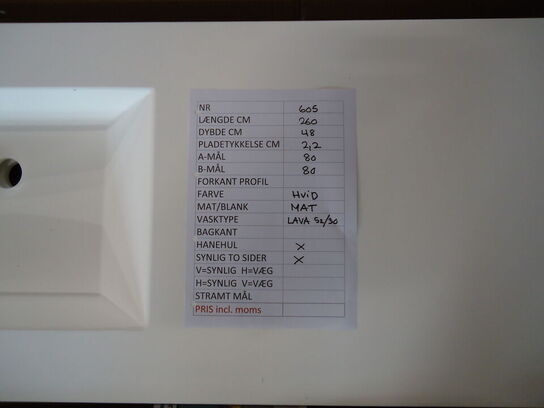 NR 605
LÆNGDE CM 260
DYBDE CM 48
PLADETYKKELSE CM 2,2
A-MÅL 80
B-MÅL 80
FORKANT PROFIL
FARVE HVID
MAT/BLANK MAT
VASKTYPE LAVA 52/30
BAGKANT
HANEHUL X
SYNLIG TO SIDER X
V=SYNLIG H=VÆG
H=SYNLIG V=VÆG
STRAMT MÅL
PRIS incl. moms